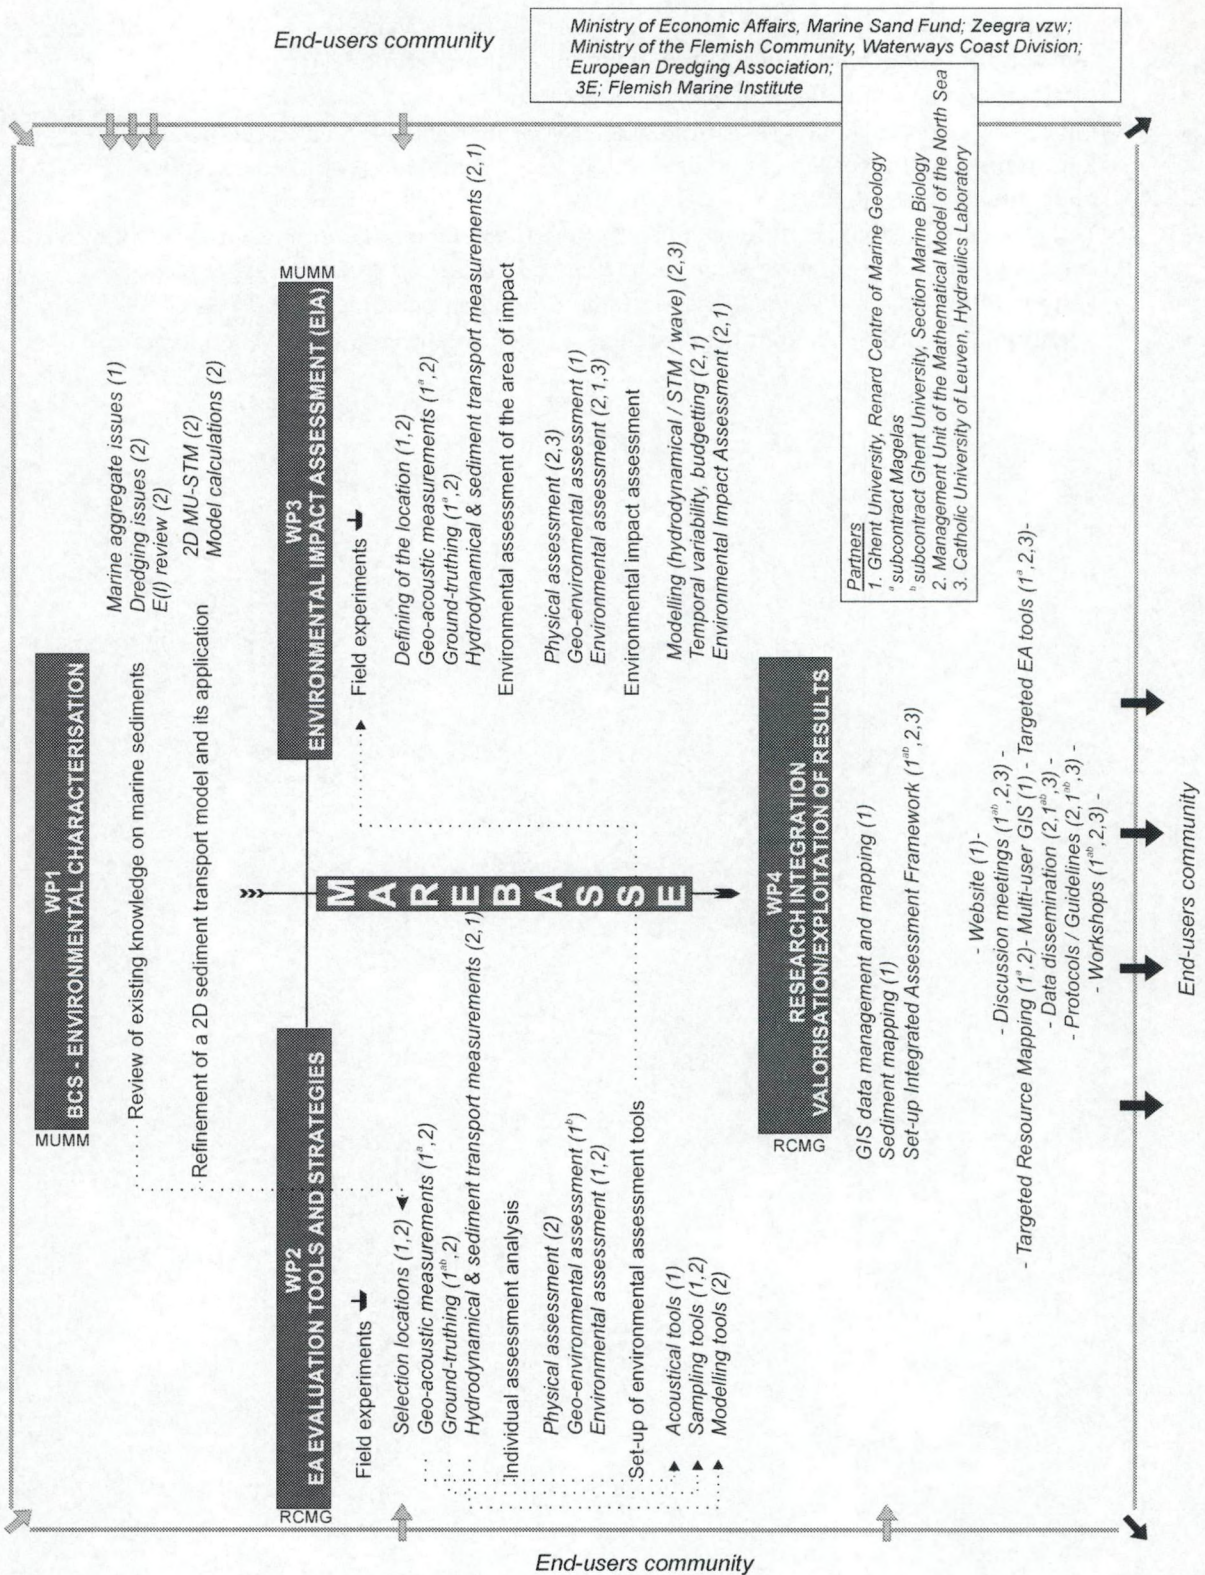 End-users community
Ministry of Economic Affairs, Marine Sand Fund; Zeegra vzw;
Ministry of the Flemish Community, Waterways Coast Division;
European Dredging Association;
3E; Flemish Marine Institute
WP1
BCS - ENVIRONMENTAL CHARACTERISATION
MUMM
Review of existing knowledge on marine sediments
Marine aggregate issues (1)
Dredging issues (2)
E(I) review (2)
Refinement of a 2D sediment transport model and its application
2D MU-STM (2)
Model calculations (2)
WP2
EA EVALUATION TOOLS AND STRATEGIES
RCMG
Field experiments
Selection locations (1,2)
Geo-acoustic measurements (1ª,2)
Ground-truthing (1ªᵇ,2)
Hydrodynamical & sediment transport measurements (2,1)
Individual assessment analysis
Physical assessment (2)
Geo-environmental assessment (1ᵇ)
Environmental assessment (1,2)
Set-up of environmental assessment tools
Acoustical tools (1)
Sampling tools (1,2)
Modelling tools (2)
MAREBASSE
WP3
ENVIRONMENTAL IMPACT ASSESSMENT (EIA)
MUMM
Field experiments
Defining of the location (1,2)
Geo-acoustic measurements (1ª,2)
Ground-truthing (1ª,2)
Hydrodynamical & sediment transport measurements (2,1)
Environmental assessment of the area of impact
Physical assessment (2,3)
Geo-environmental assessment (1)
Environmental assessment (2,1,3)
Environmental impact assessment
Modelling (hydrodynamical / STM / wave) (2,3)
Temporal variability, budgetting (2,1)
Environmental Impact Assessment (2,1)
WP4
RESEARCH INTEGRATION
VALORISATION/EXPLOITATION OF RESULTS
RCMG
GIS data management and mapping (1)
Sediment mapping (1)
Set-up Integrated Assessment Framework (1ªᵇ,2,3)
- Website (1)-
- Discussion meetings (1ªᵇ,2,3) -
- Targeted Resource Mapping (1ª,2)- Multi-user GIS (1) - Targeted EA tools (1ª,2,3)-
- Data dissemination (2,1ªᵇ,3) -
- Protocols / Guidelines (2,1ªᵇ,3) -
- Workshops (1ªᵇ,2,3) -
Partners
1. Ghent University, Renard Centre of Marine Geology
ª subcontract Magelas
ᵇ subcontract Ghent University, Section Marine Biology
2. Management Unit of the Mathematical Model of the North Sea
3. Catholic University of Leuven, Hydraulics Laboratory
End-users community
End-users community